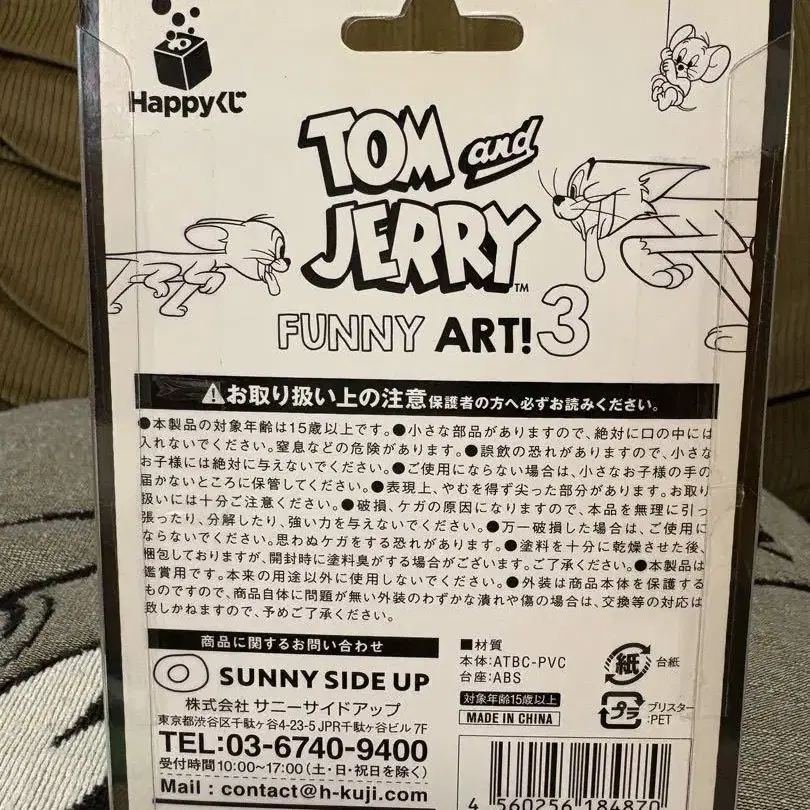 Happyくじ
TOM and
JERRY™
FUNNY ART!3
⚠お取り扱い上の注意 保護者の方へ必ずお読みください。
●本製品の対象年齢は15歳以上です。●小さな部品がありますので、絶対に口の中には
入れないでください。窒息などの危険があります。●誤飲の恐れがありますので、小さな
お子様には絶対に与えないでください。●ご使用にならない場合は、小さなお子様の手の
届かないところに保管してください。●表現上、やむを得ず尖った部分があります。お取り
扱いには十分ご注意ください。●破損、ケガの原因になりますので、本品を無理に引っ
張ったり、分解したり、強い力を与えないでください。●万一破損した場合は、ご使用に
ならないでください。思わぬケガをする恐れがあります。●塗料を十分に乾燥させた後、
梱包しておりますが、開封時に塗料臭がする場合がございます。ご了承ください。●本製品は
鑑賞用です。本来の用途以外に使用しないでください。●外装は商品本体を保護する
ものですので、商品自体に問題が無い外装のわずかな潰れや傷の場合は、交換等の対応は
致しかねますので、予めご了承ください。
商品に関するお問い合わせ
SUNNY SIDE UP
株式会社 サニーサイドアップ
東京都渋谷区千駄ヶ谷4-23-5 JPR千駄ヶ谷ビル 7F
TEL:03-6740-9400
受付時間10:00~17:00(土・日・祝日を除く)
Mail : contact@h-kuji.com
■材質
本体:ATBC-PVC
台座:ABS
対象年齢15歳以上
MADE IN CHINA
紙 台紙
プラ ブリスター
:PET
4 560256 184870